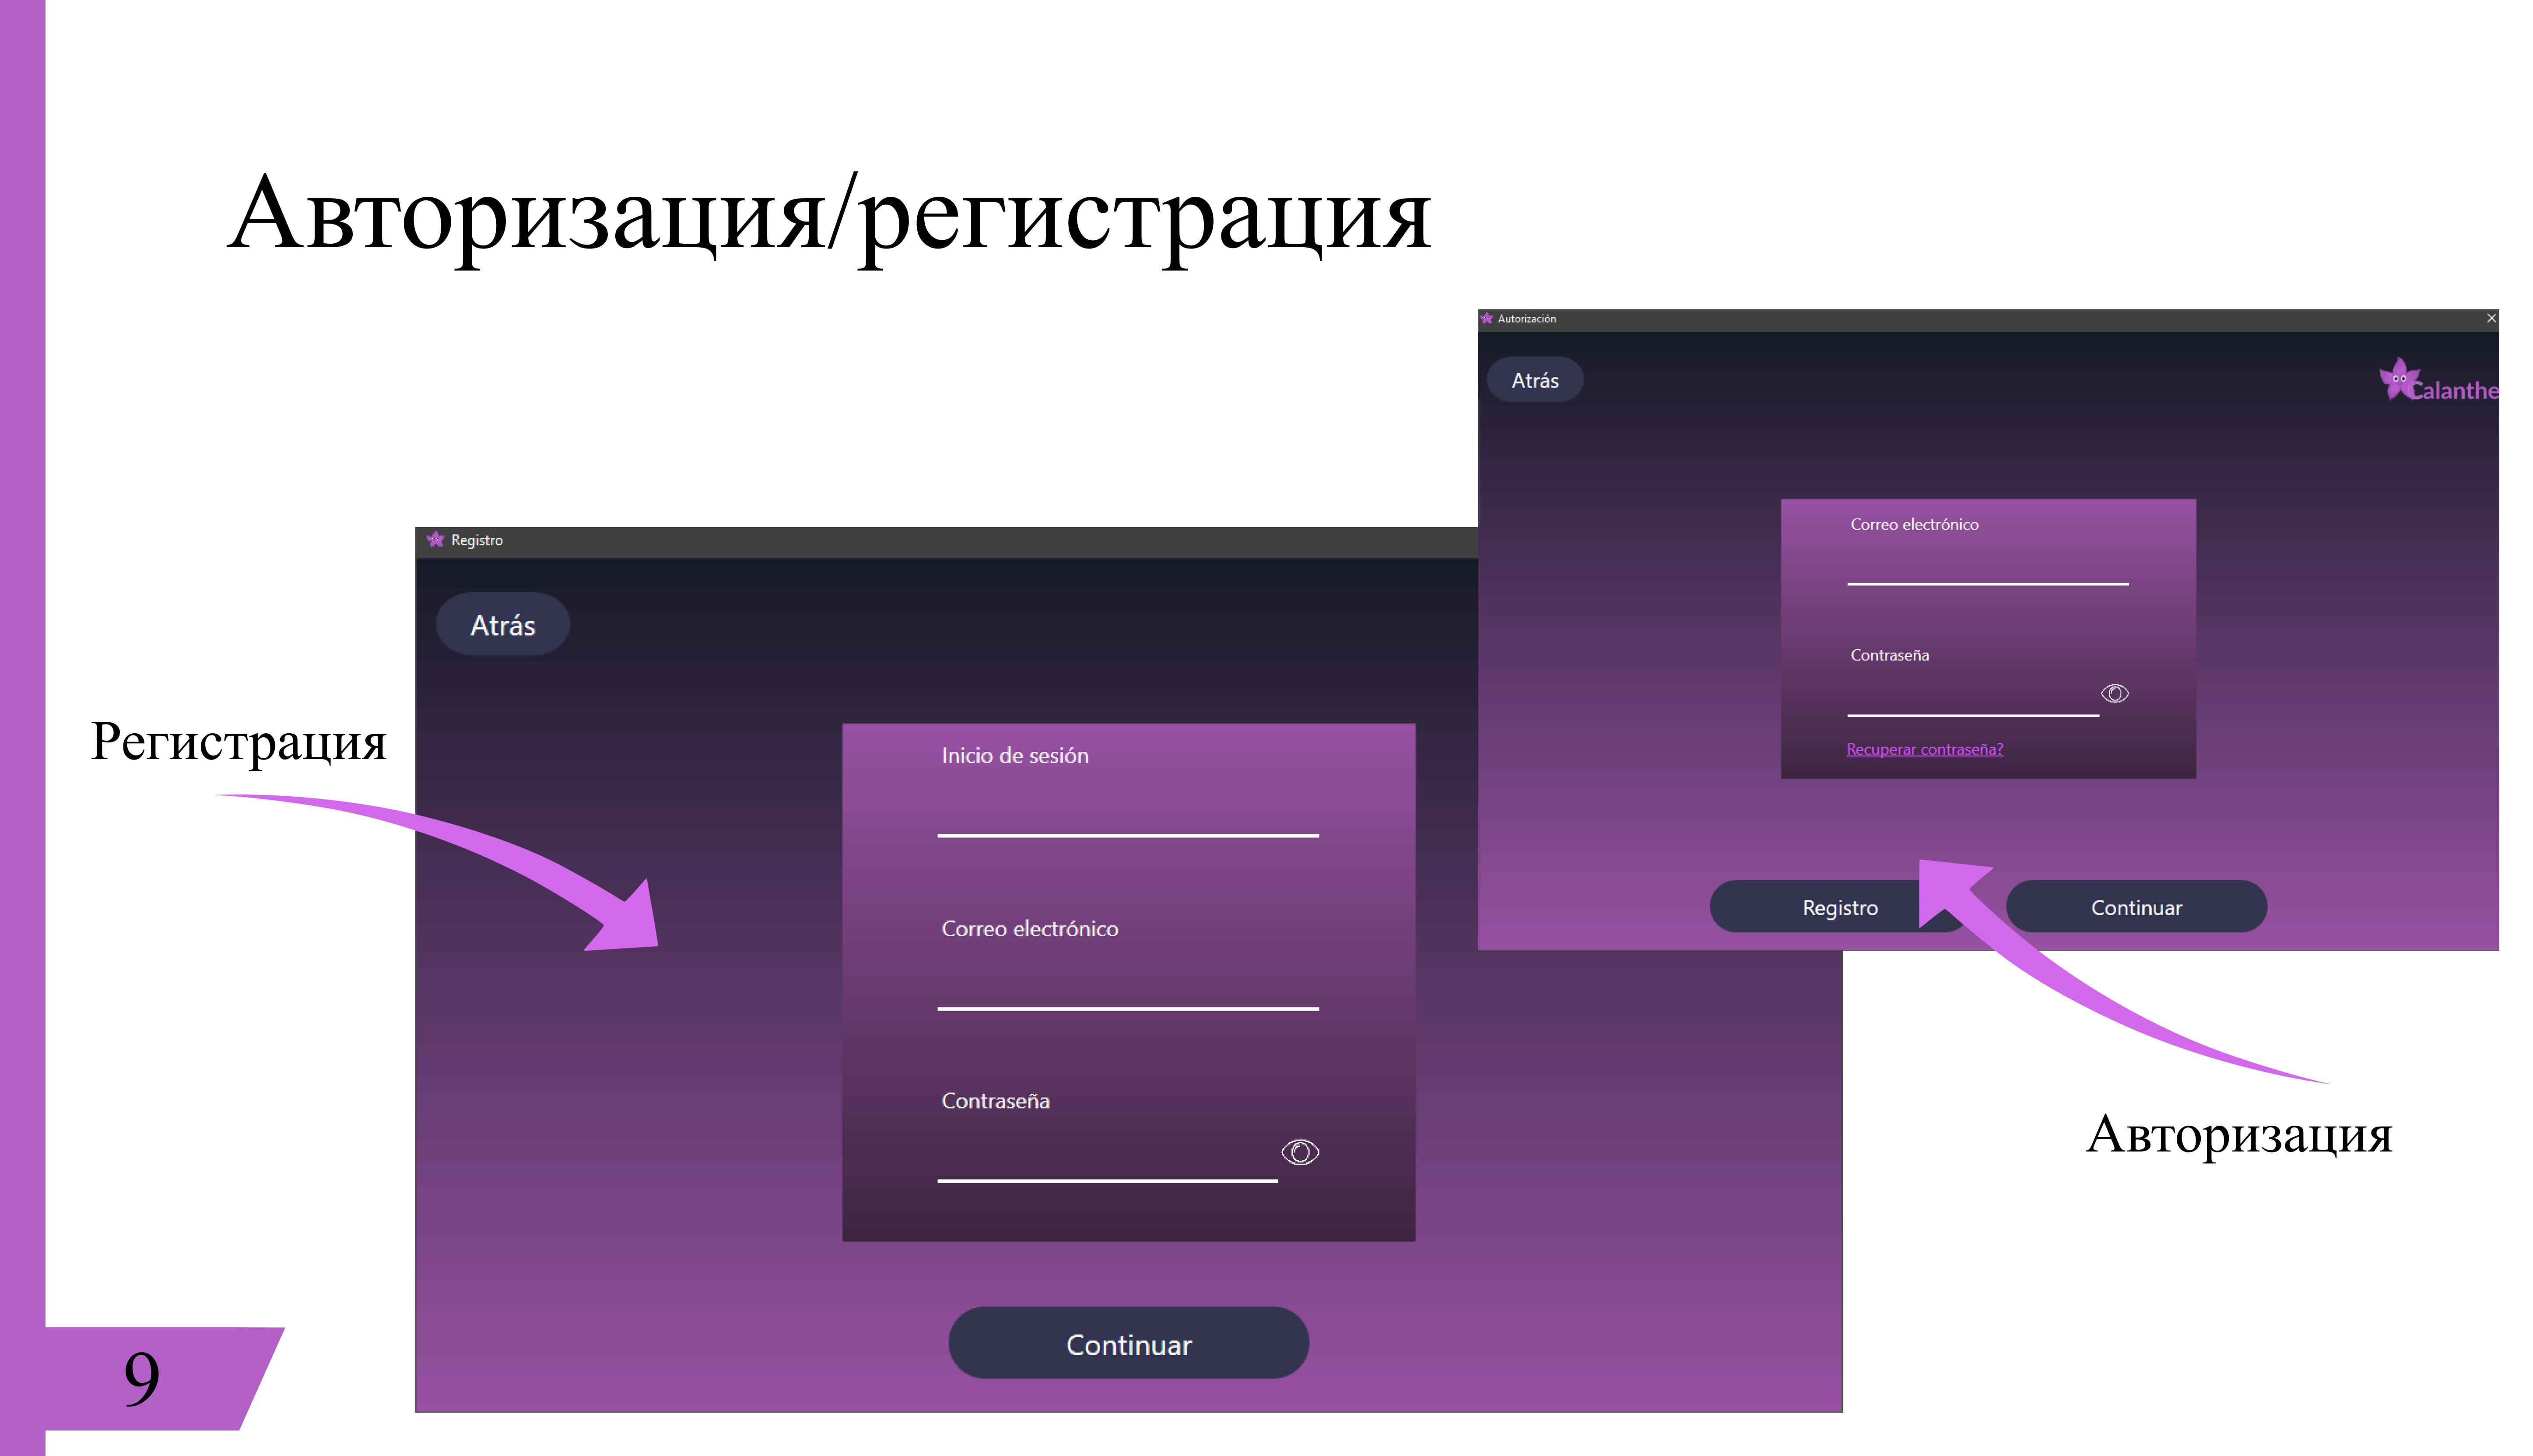 Авторизация/регистрация
Autorización
Atrás
Calanthe
Correo electrónico
Contraseña
Recuperar contraseña?
Registro
Continuar
Registro
Atrás
Inicio de sesión
Correo electrónico
Contraseña
Continuar
Регистрация
Авторизация
9